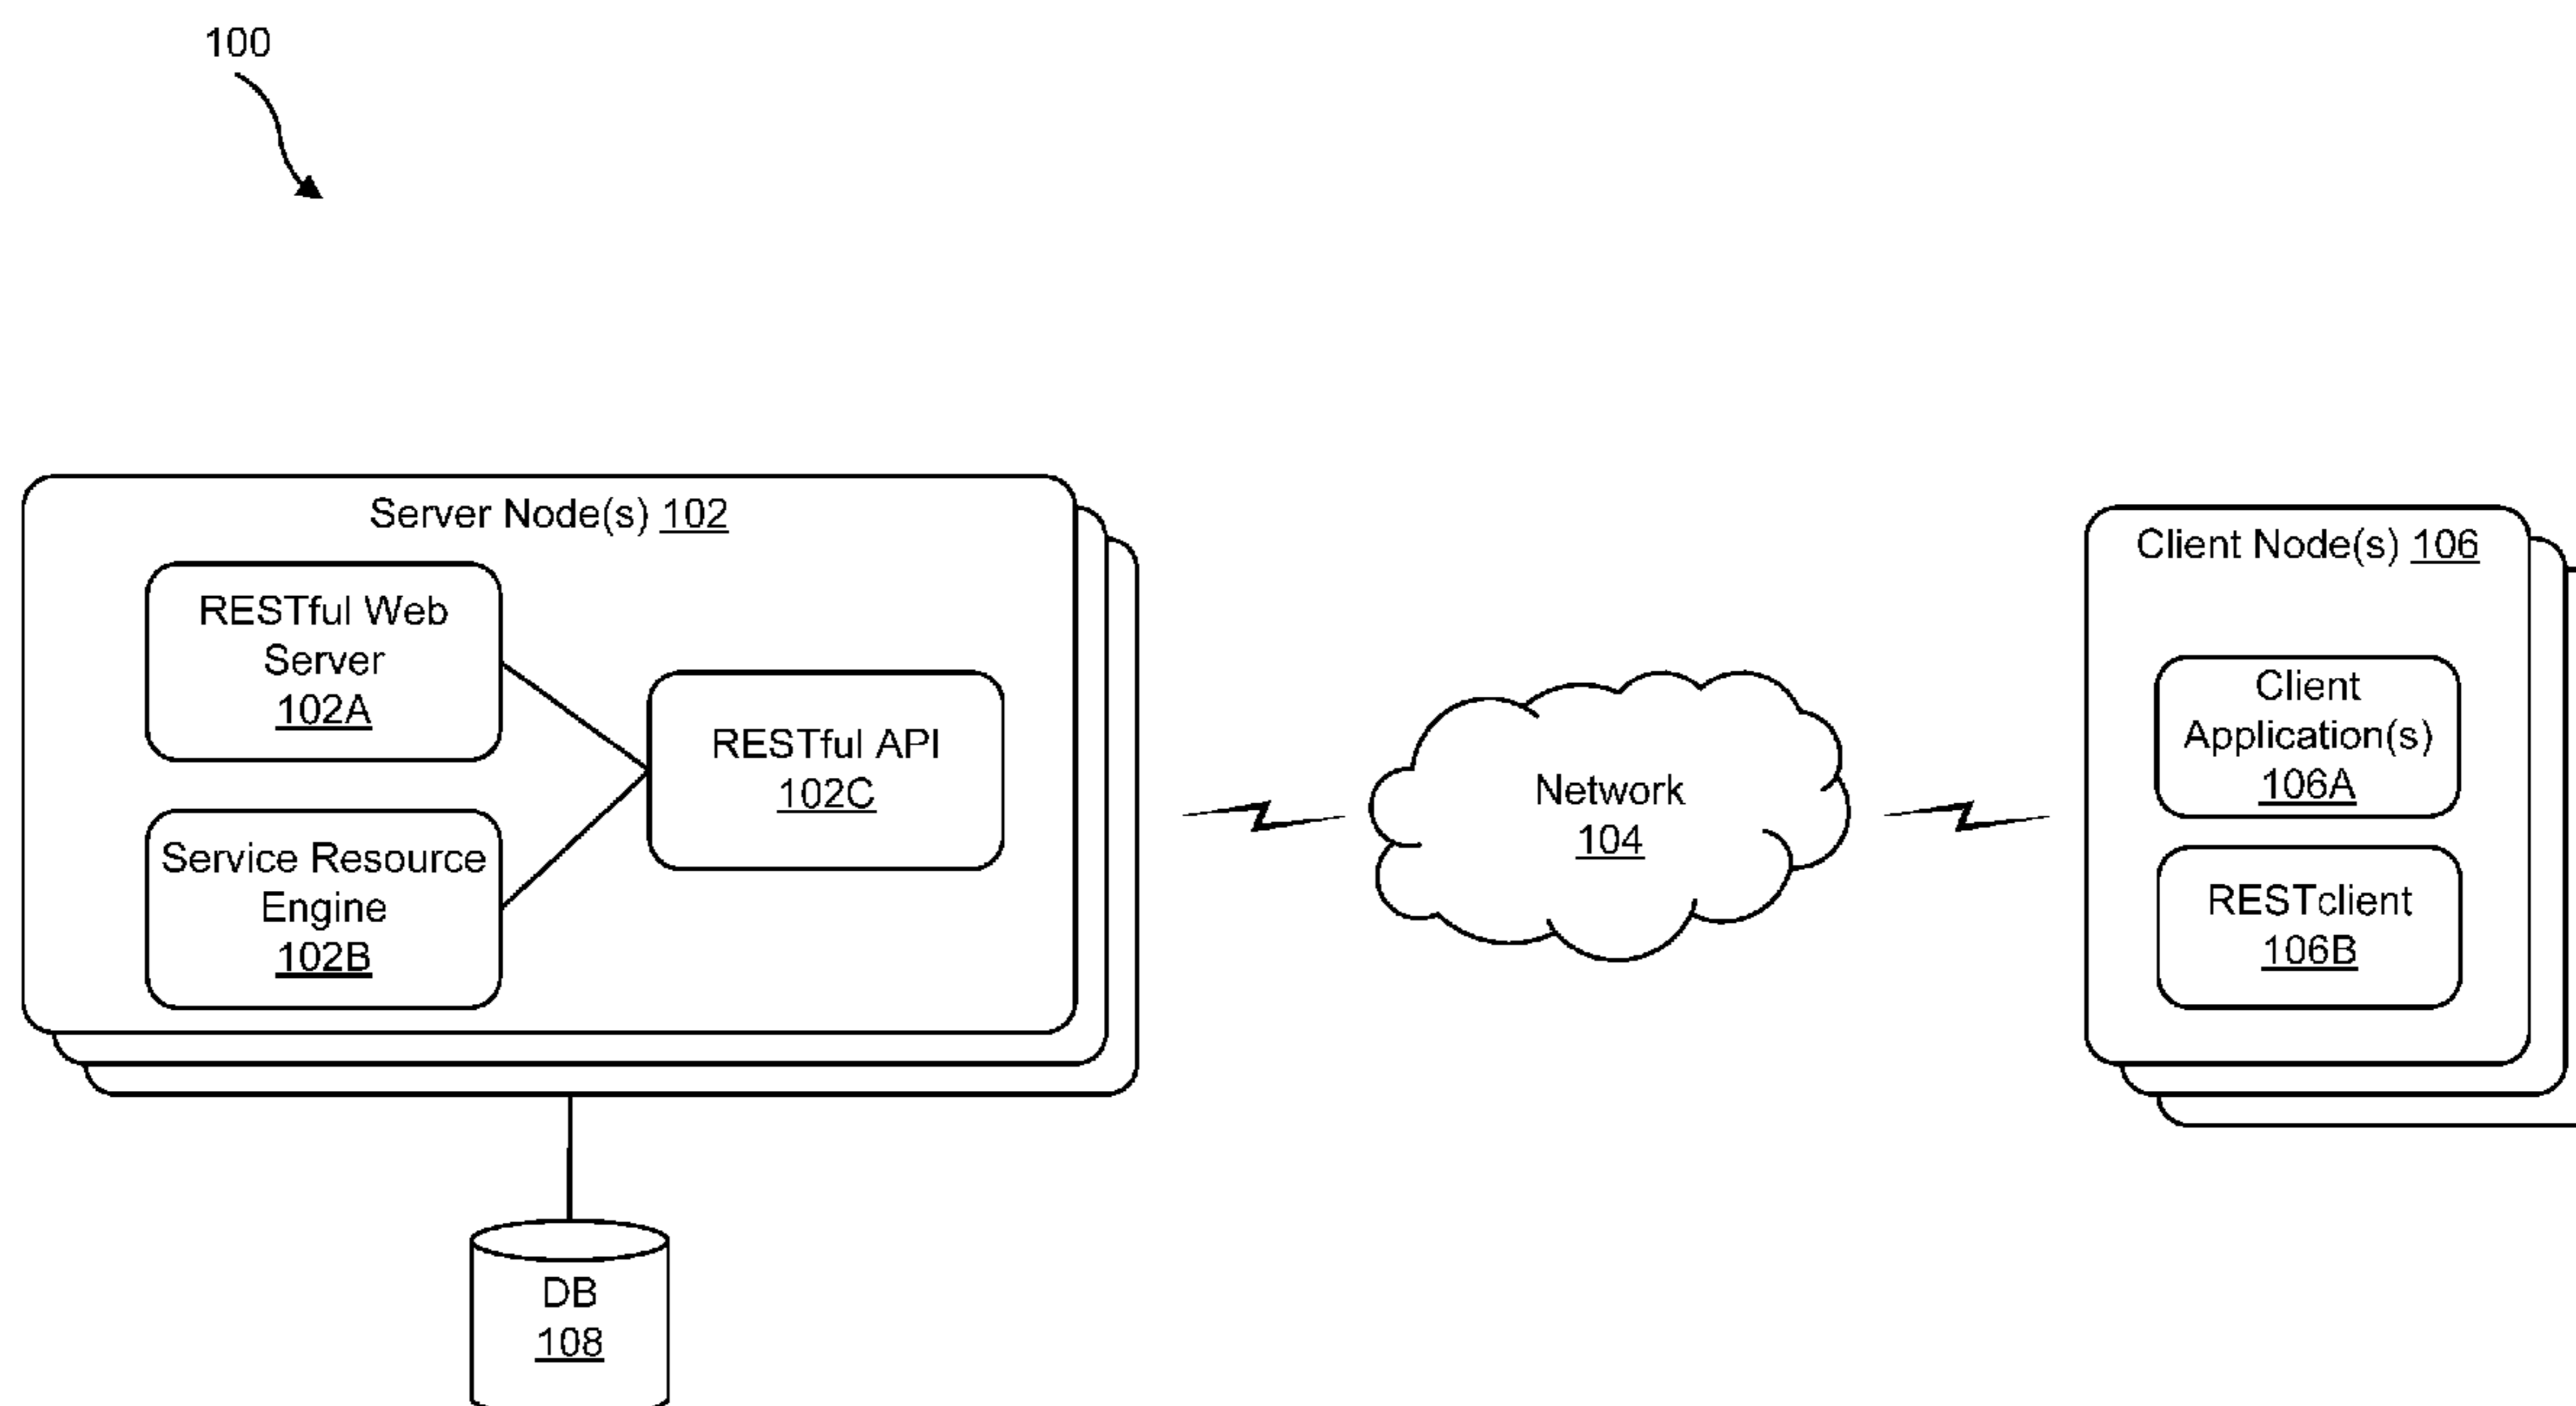 100
Server Node(s) 102
RESTful Web
Server
102A
Service Resource
Engine
102B
RESTful API
102C
Network
104
Client Node(s) 106
Client
Application(s)
106A
RESTclient
106B
DB
108